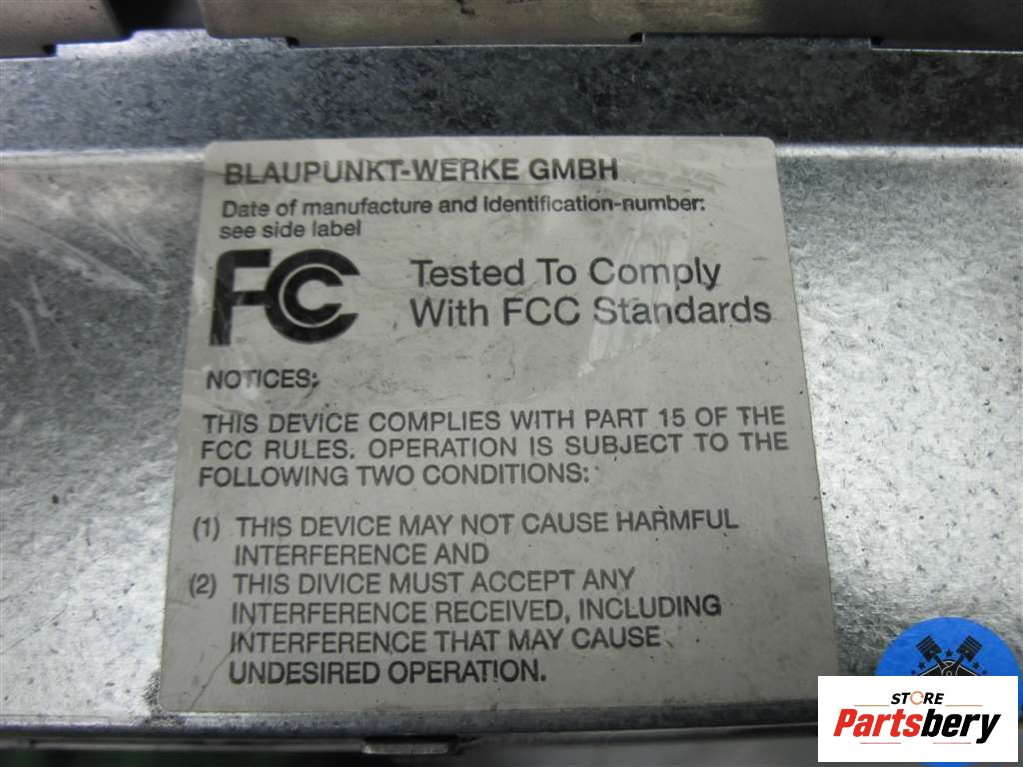 BLAUPUNKT-WERKE GMBH
Date of manufacture and identification-number:
see side label
FC Tested To Comply
With FCC Standards
NOTICES:
THIS DEVICE COMPLIES WITH PART 15 OF THE
FCC RULES. OPERATION IS SUBJECT TO THE
FOLLOWING TWO CONDITIONS:
(1) THIS DEVICE MAY NOT CAUSE HARMFUL
INTERFERENCE AND
(2) THIS DIVICE MUST ACCEPT ANY
INTERFERENCE RECEIVED, INCLUDING
INTERFERENCE THAT MAY CAUSE
UNDESIRED OPERATION.
STORE
Partsbery